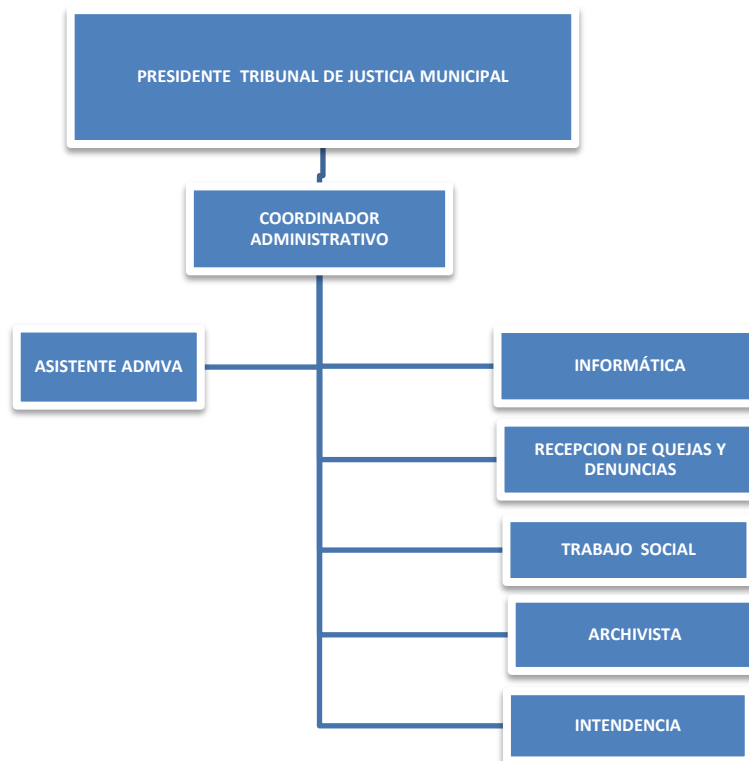 PRESIDENTE TRIBUNAL DE JUSTICIA MUNICIPAL
COORDINADOR
ADMINISTRATIVO
ASISTENTE ADMVA
INFORMÁTICA
RECEPCION DE QUEJAS Y
DENUNCIAS
TRABAJO SOCIAL
ARCHIVISTA
INTENDENCIA